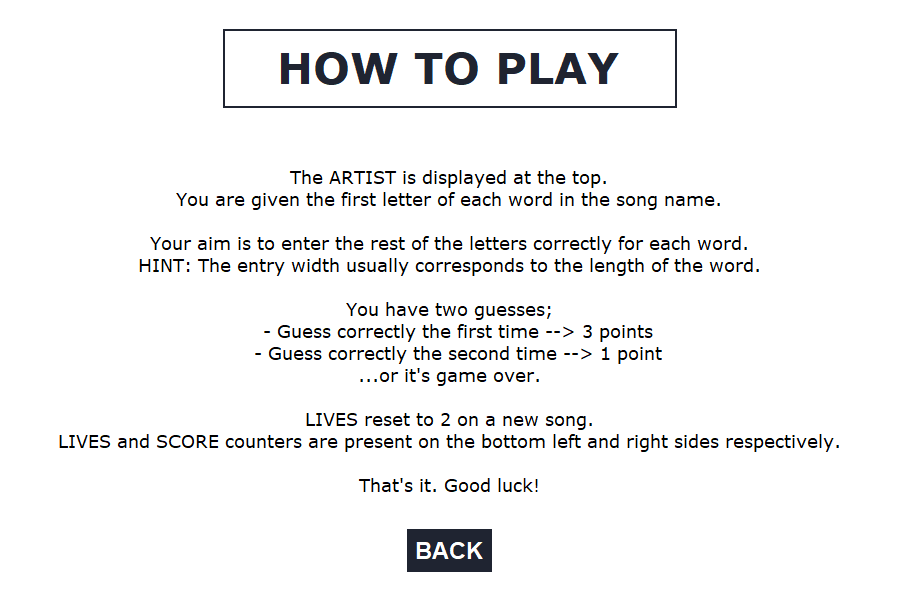 HOW TO PLAY
The ARTIST is displayed at the top.
You are given the first letter of each word in the song name.
Your aim is to enter the rest of the letters correctly for each word.
HINT: The entry width usually corresponds to the length of the word.
You have two guesses;
- Guess correctly the first time --> 3 points
- Guess correctly the second time --> 1 point
...or it's game over.
LIVES reset to 2 on a new song.
LIVES and SCORE counters are present on the bottom left and right sides respectively.
That's it. Good luck!
BACK